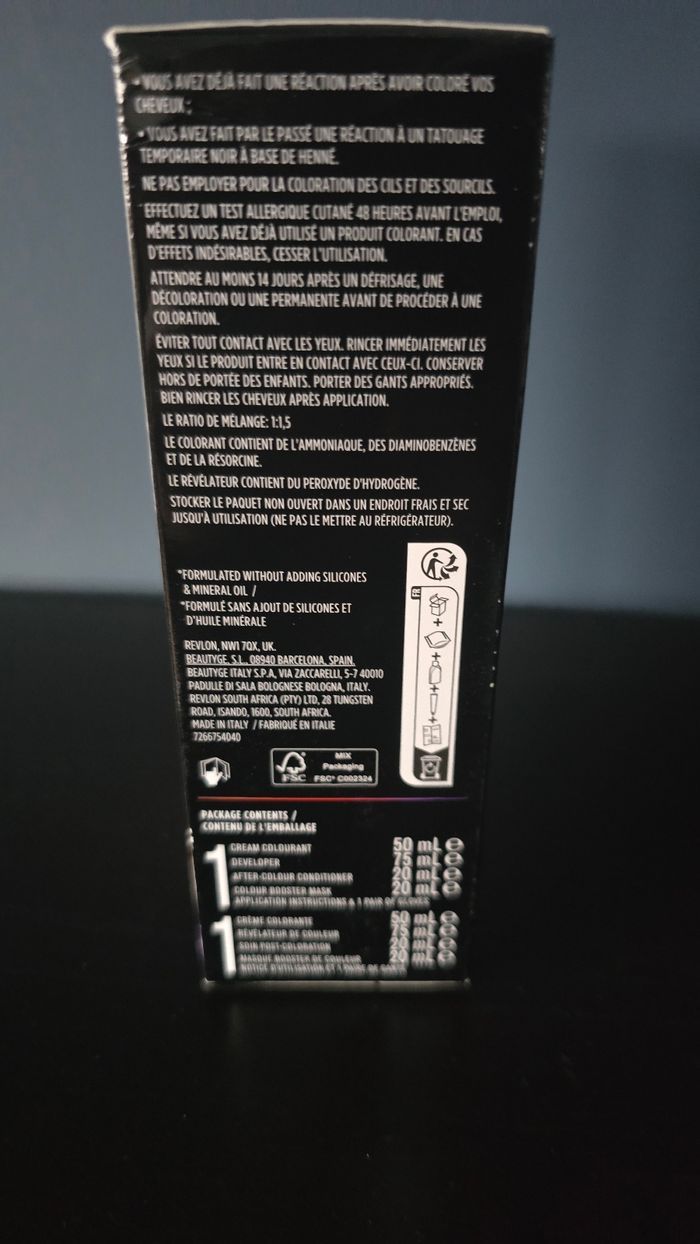 • VOUS AVEZ DÉJÀ FAIT UNE RÉACTION APRÈS AVOIR COLORÉ VOS
CHEVEUX ;
• VOUS AVEZ FAIT PAR LE PASSÉ UNE RÉACTION À UN TATOUAGE
TEMPORAIRE NOIR À BASE DE HENNÉ.
NE PAS EMPLOYER POUR LA COLORATION DES CILS ET DES SOURCILS.
EFFECTUEZ UN TEST ALLERGIQUE CUTANÉ 48 HEURES AVANT L'EMPLOI,
MÊME SI VOUS AVEZ DÉJÀ UTILISÉ UN PRODUIT COLORANT. EN CAS
D'EFFETS INDÉSIRABLES, CESSER L'UTILISATION.
ATTENDRE AU MOINS 14 JOURS APRÈS UN DÉFRISAGE, UNE
DÉCOLORATION OU UNE PERMANENTE AVANT DE PROCÉDER À UNE
COLORATION.
ÉVITER TOUT CONTACT AVEC LES YEUX. RINCER IMMÉDIATEMENT LES
YEUX SI LE PRODUIT ENTRE EN CONTACT AVEC CEUX-CI. CONSERVER
HORS DE PORTÉE DES ENFANTS. PORTER DES GANTS APPROPRIÉS.
BIEN RINCER LES CHEVEUX APRÈS APPLICATION.
LE RATIO DE MÉLANGE: 1:1,5
LE COLORANT CONTIENT DE L'AMMONIAQUE, DES DIAMINOBENZÈNES
ET DE LA RÉSORCINE.
LE RÉVÉLATEUR CONTIENT DU PEROXYDE D'HYDROGÈNE.
STOCKER LE PAQUET NON OUVERT DANS UN ENDROIT FRAIS ET SEC
JUSQU'À UTILISATION (NE PAS LE METTRE AU RÉFRIGÉRATEUR).
*FORMULATED WITHOUT ADDING SILICONES
& MINERAL OIL /
*FORMULÉ SANS AJOUT DE SILICONES ET
D'HUILE MINÉRALE
FR
+
+
+
+
REVLON, NW1 7QX, UK.
BEAUTYGE, S.L. 08940 BARCELONA. SPAIN.
BEAUTYGE ITALY S.P.A, VIA ZACCARELLI, 5-7 40010
PADULLE DI SALA BOLOGNESE BOLOGNA, ITALY.
REVLON SOUTH AFRICA (PTY) LTD, 28 TUNGSTEN
ROAD, ISANDO, 1600, SOUTH AFRICA.
MADE IN ITALY / FABRIQUÉ EN ITALIE
7266754040
FSC
MIX
Packaging
FSC® C002324
PACKAGE CONTENTS /
CONTENU DE L'EMBALLAGE
1
CREAM COLOURANT 50 mL ℮
DEVELOPER 75 mL ℮
AFTER-COLOUR CONDITIONER 20 mL ℮
COLOUR BOOSTER MASK 20 mL ℮
APPLICATION INSTRUCTIONS & 1 PAIR OF GLOVES
1
CRÈME COLORANTE 50 mL ℮
RÉVÉLATEUR DE COULEUR 75 mL ℮
SOIN POST-COLORATION 20 mL ℮
MASQUE BOOSTER DE COULEUR 20 mL ℮
NOTICE D'UTILISATION ET 1 PAIRE DE GANTS